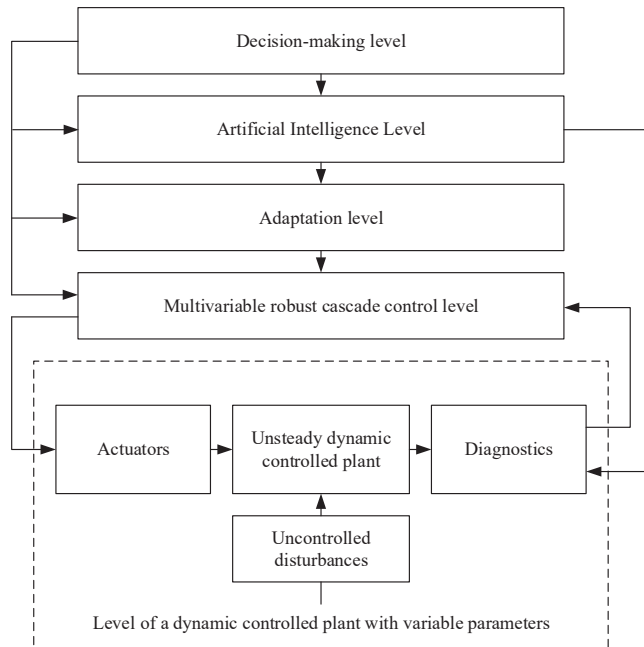 Decision-making level
Artificial Intelligence Level
Adaptation level
Multivariable robust cascade control level
Actuators
Unsteady dynamic
controlled plant
Diagnostics
Uncontrolled
disturbances
Level of a dynamic controlled plant with variable parameters